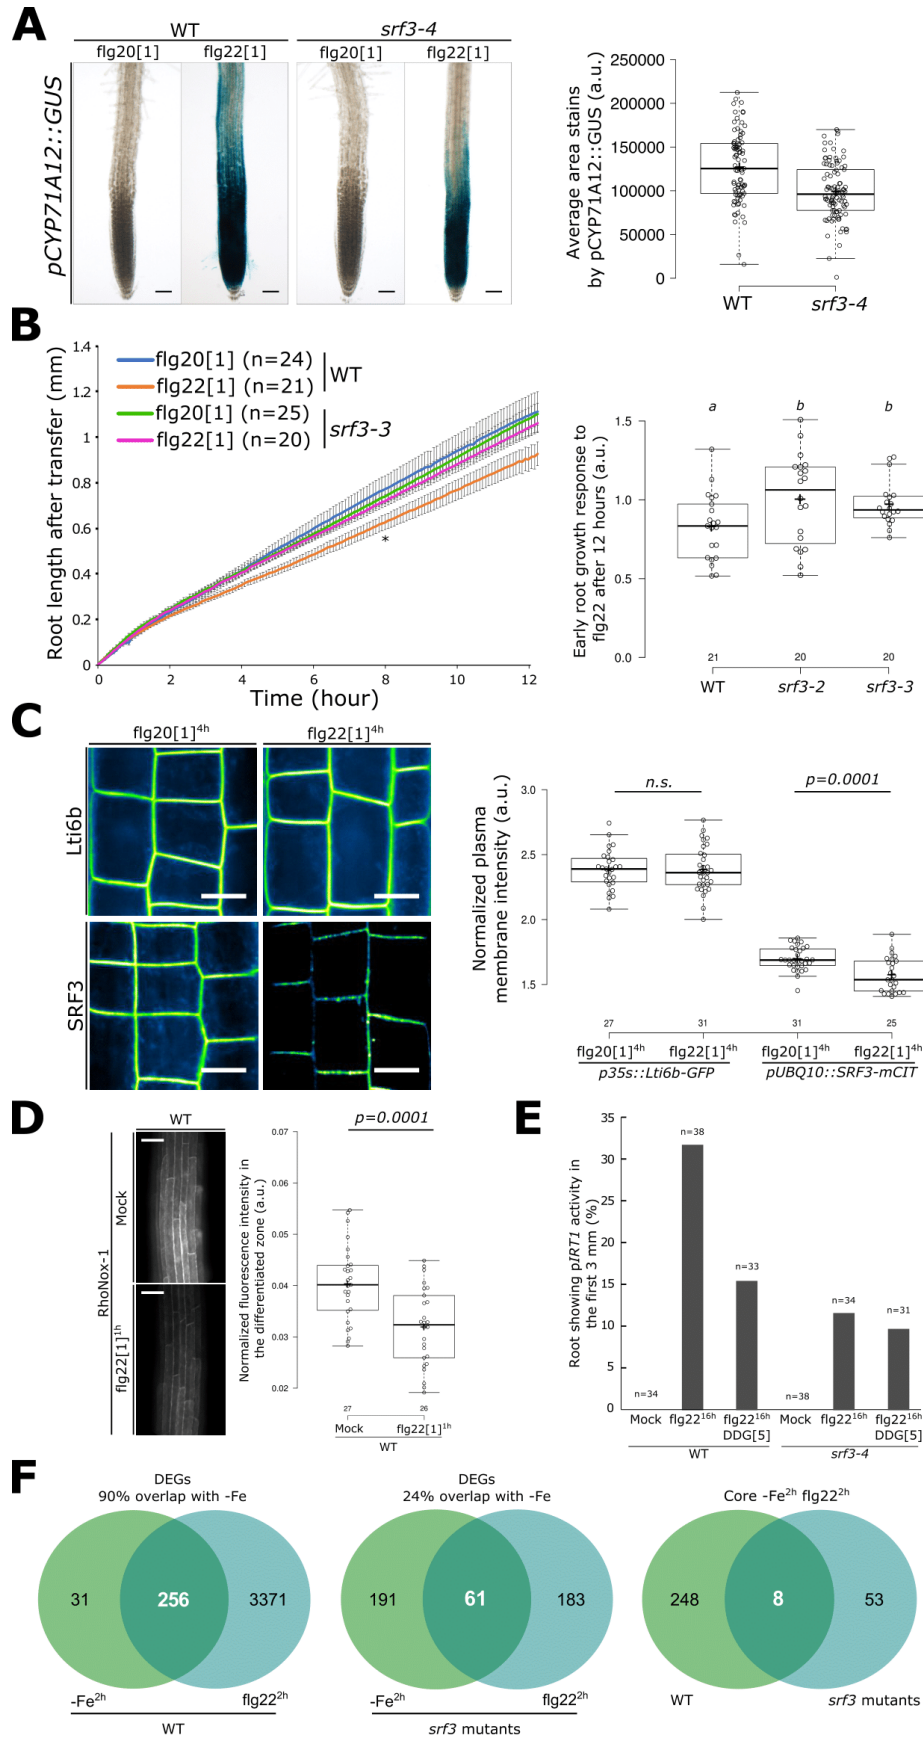 A
WT
srf3-4
flg20[1]
flg22[1]
flg20[1]
flg22[1]
pCYP71A12::GUS
Average area stains
by pCYP71A12::GUS (a.u.)
250000
200000
150000
100000
50000
0
WT
srf3-4
B
Root length after transfer (mm)
1.4
1.2
1
0.8
0.6
0.4
0.2
0
flg20[1] (n=24)
flg22[1] (n=21)
WT
flg20[1] (n=25)
flg22[1] (n=20)
srf3-3
*
0
2
4
6
8
10
12
Time (hour)
Early root growth response to
flg22 after 12 hours (a.u.)
1.5
1.0
0.5
0.0
a
b
b
21
20
20
WT
srf3-2
srf3-3
C
flg20[1]4h
flg22[1]4h
Lti6b
SRF3
Normalized plasma
membrane intensity (a.u.)
3.0
2.5
2.0
1.5
n.s.
p=0.0001
27
31
31
25
flg20[1]4h
flg22[1]4h
flg20[1]4h
flg22[1]4h
p35s::Lti6b-GFP
pUBQ10::SRF3-mCIT
D
WT
RhoNox-1
Mock
flg22[1]1h
Normalized fluorescence intensity in
the differentiated zone (a.u.)
0.07
0.06
0.05
0.04
0.03
0.02
p=0.0001
27
26
Mock
flg22[1]1h
WT
E
Root showing pIRT1 activity in
the first 3 mm (%)
35
30
25
20
15
10
5
0
n=34
n=38
n=33
n=38
n=34
n=31
Mock
flg2216h
flg2216h
DDG[5]
Mock
flg2216h
flg2216h
DDG[5]
WT
srf3-4
F
DEGs
90% overlap with -Fe
31
256
3371
-Fe2h
flg222h
WT
DEGs
24% overlap with -Fe
191
61
183
-Fe2h
flg222h
srf3 mutants
Core -Fe2h flg222h
248
8
53
WT
srf3 mutants